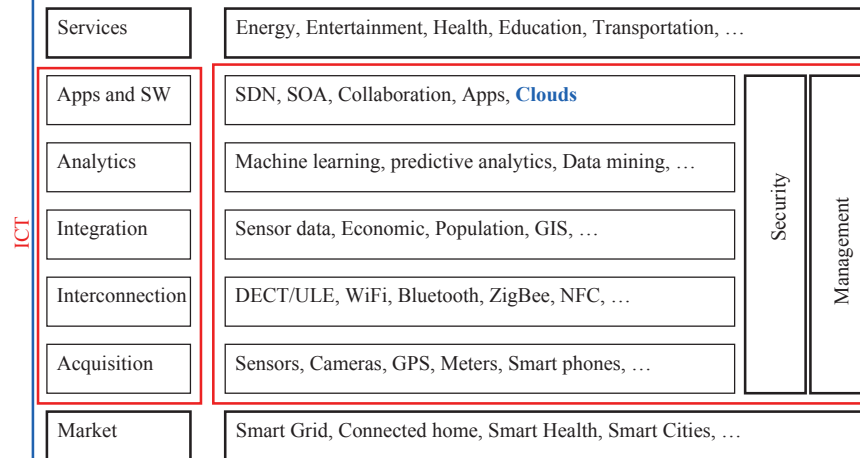 Services
Energy, Entertainment, Health, Education, Transportation, …
Apps and SW
SDN, SOA, Collaboration, Apps, Clouds
Analytics
Machine learning, predictive analytics, Data mining, …
Integration
Sensor data, Economic, Population, GIS, …
Interconnection
DECT/ULE, WiFi, Bluetooth, ZigBee, NFC, …
Acquisition
Sensors, Cameras, GPS, Meters, Smart phones, …
Market
Smart Grid, Connected home, Smart Health, Smart Cities, …
ICT
Security
Management